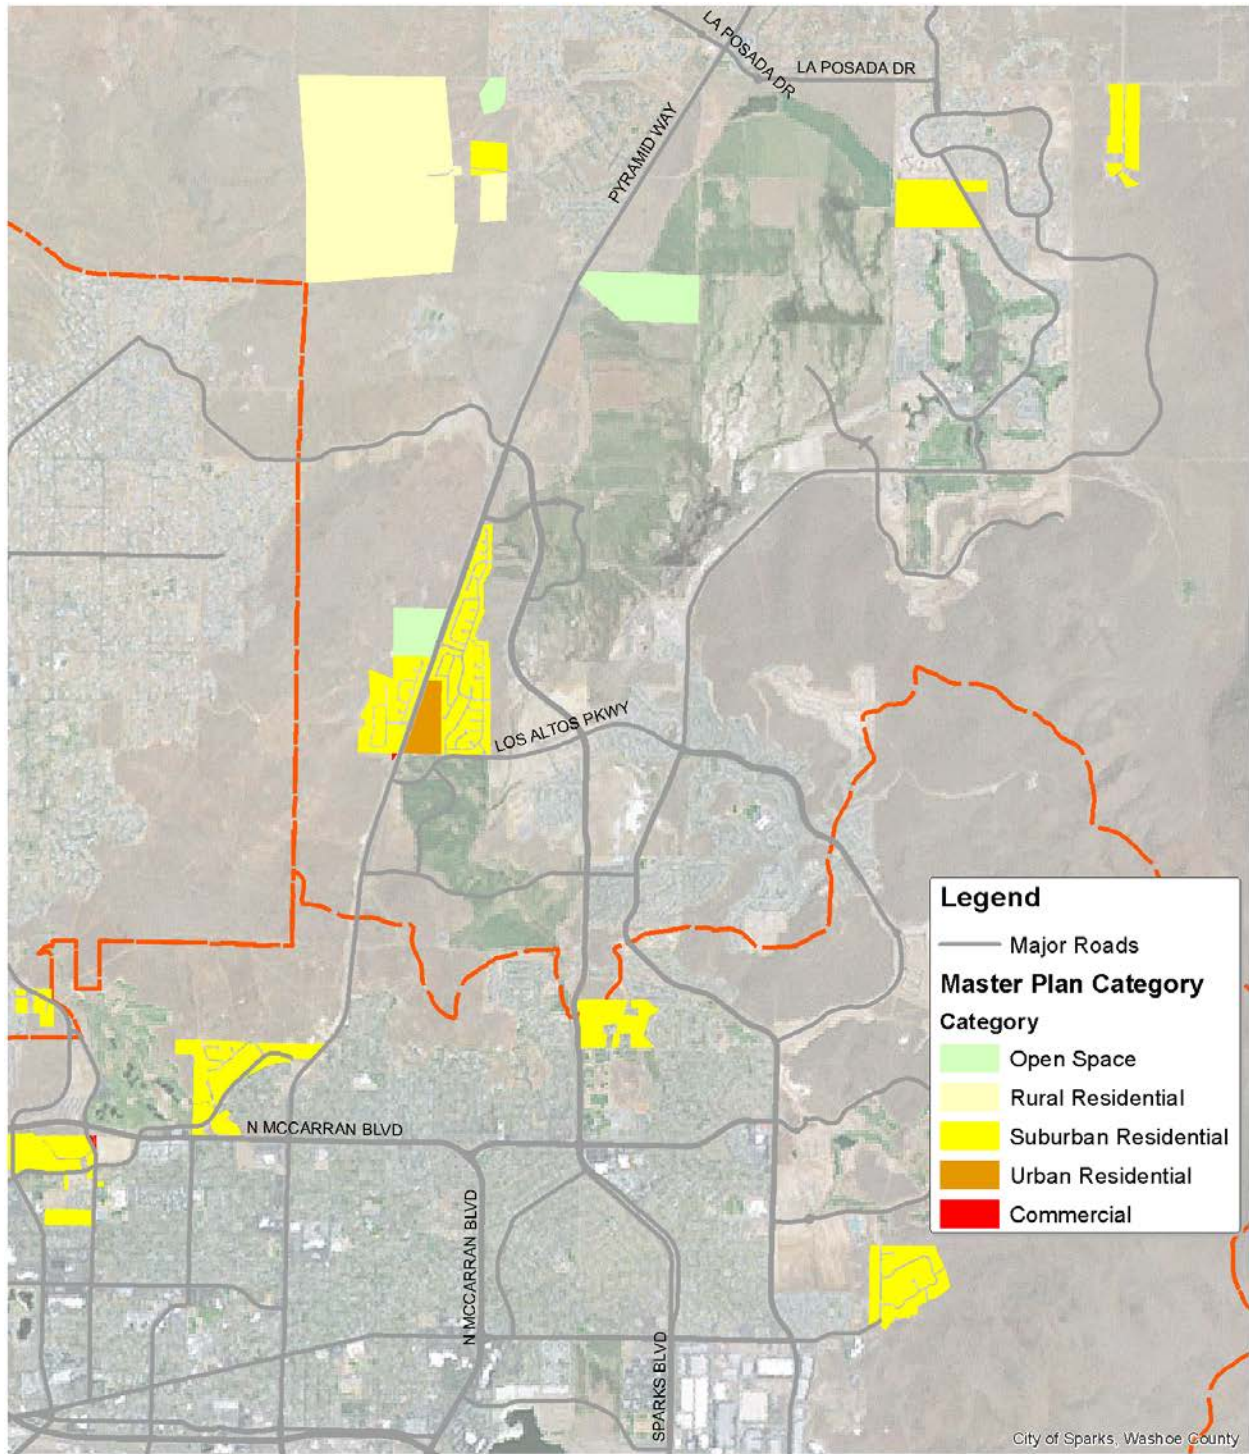 LA POSADA DR
LA POSADA DR
PYRAMID WAY
LOS ALTOS PKWY
Legend
Major Roads
Master Plan Category
Category
Open Space
Rural Residential
Suburban Residential
Urban Residential
Commercial
N MCCARRAN BLVD
N MCCARRAN BLVD
SPARKS BLVD
City of Sparks, Washoe County